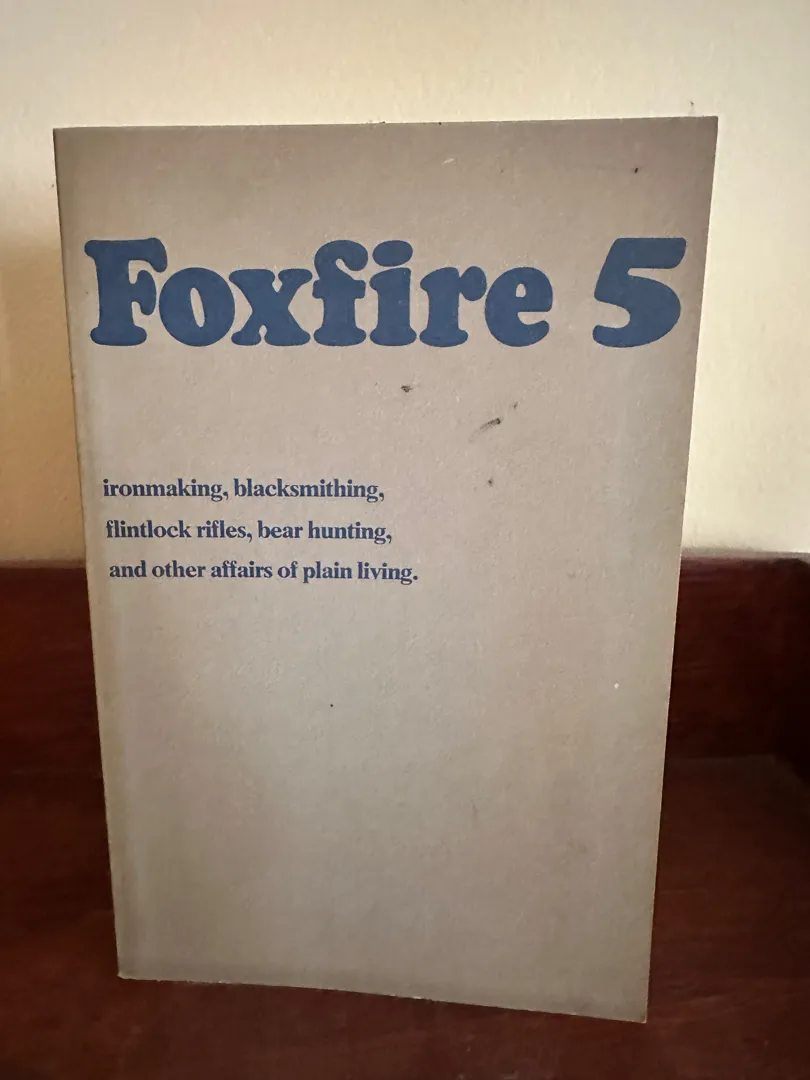 Foxfire 5
ironmaking, blacksmithing,
flintlock rifles, bear hunting,
and other affairs of plain living.